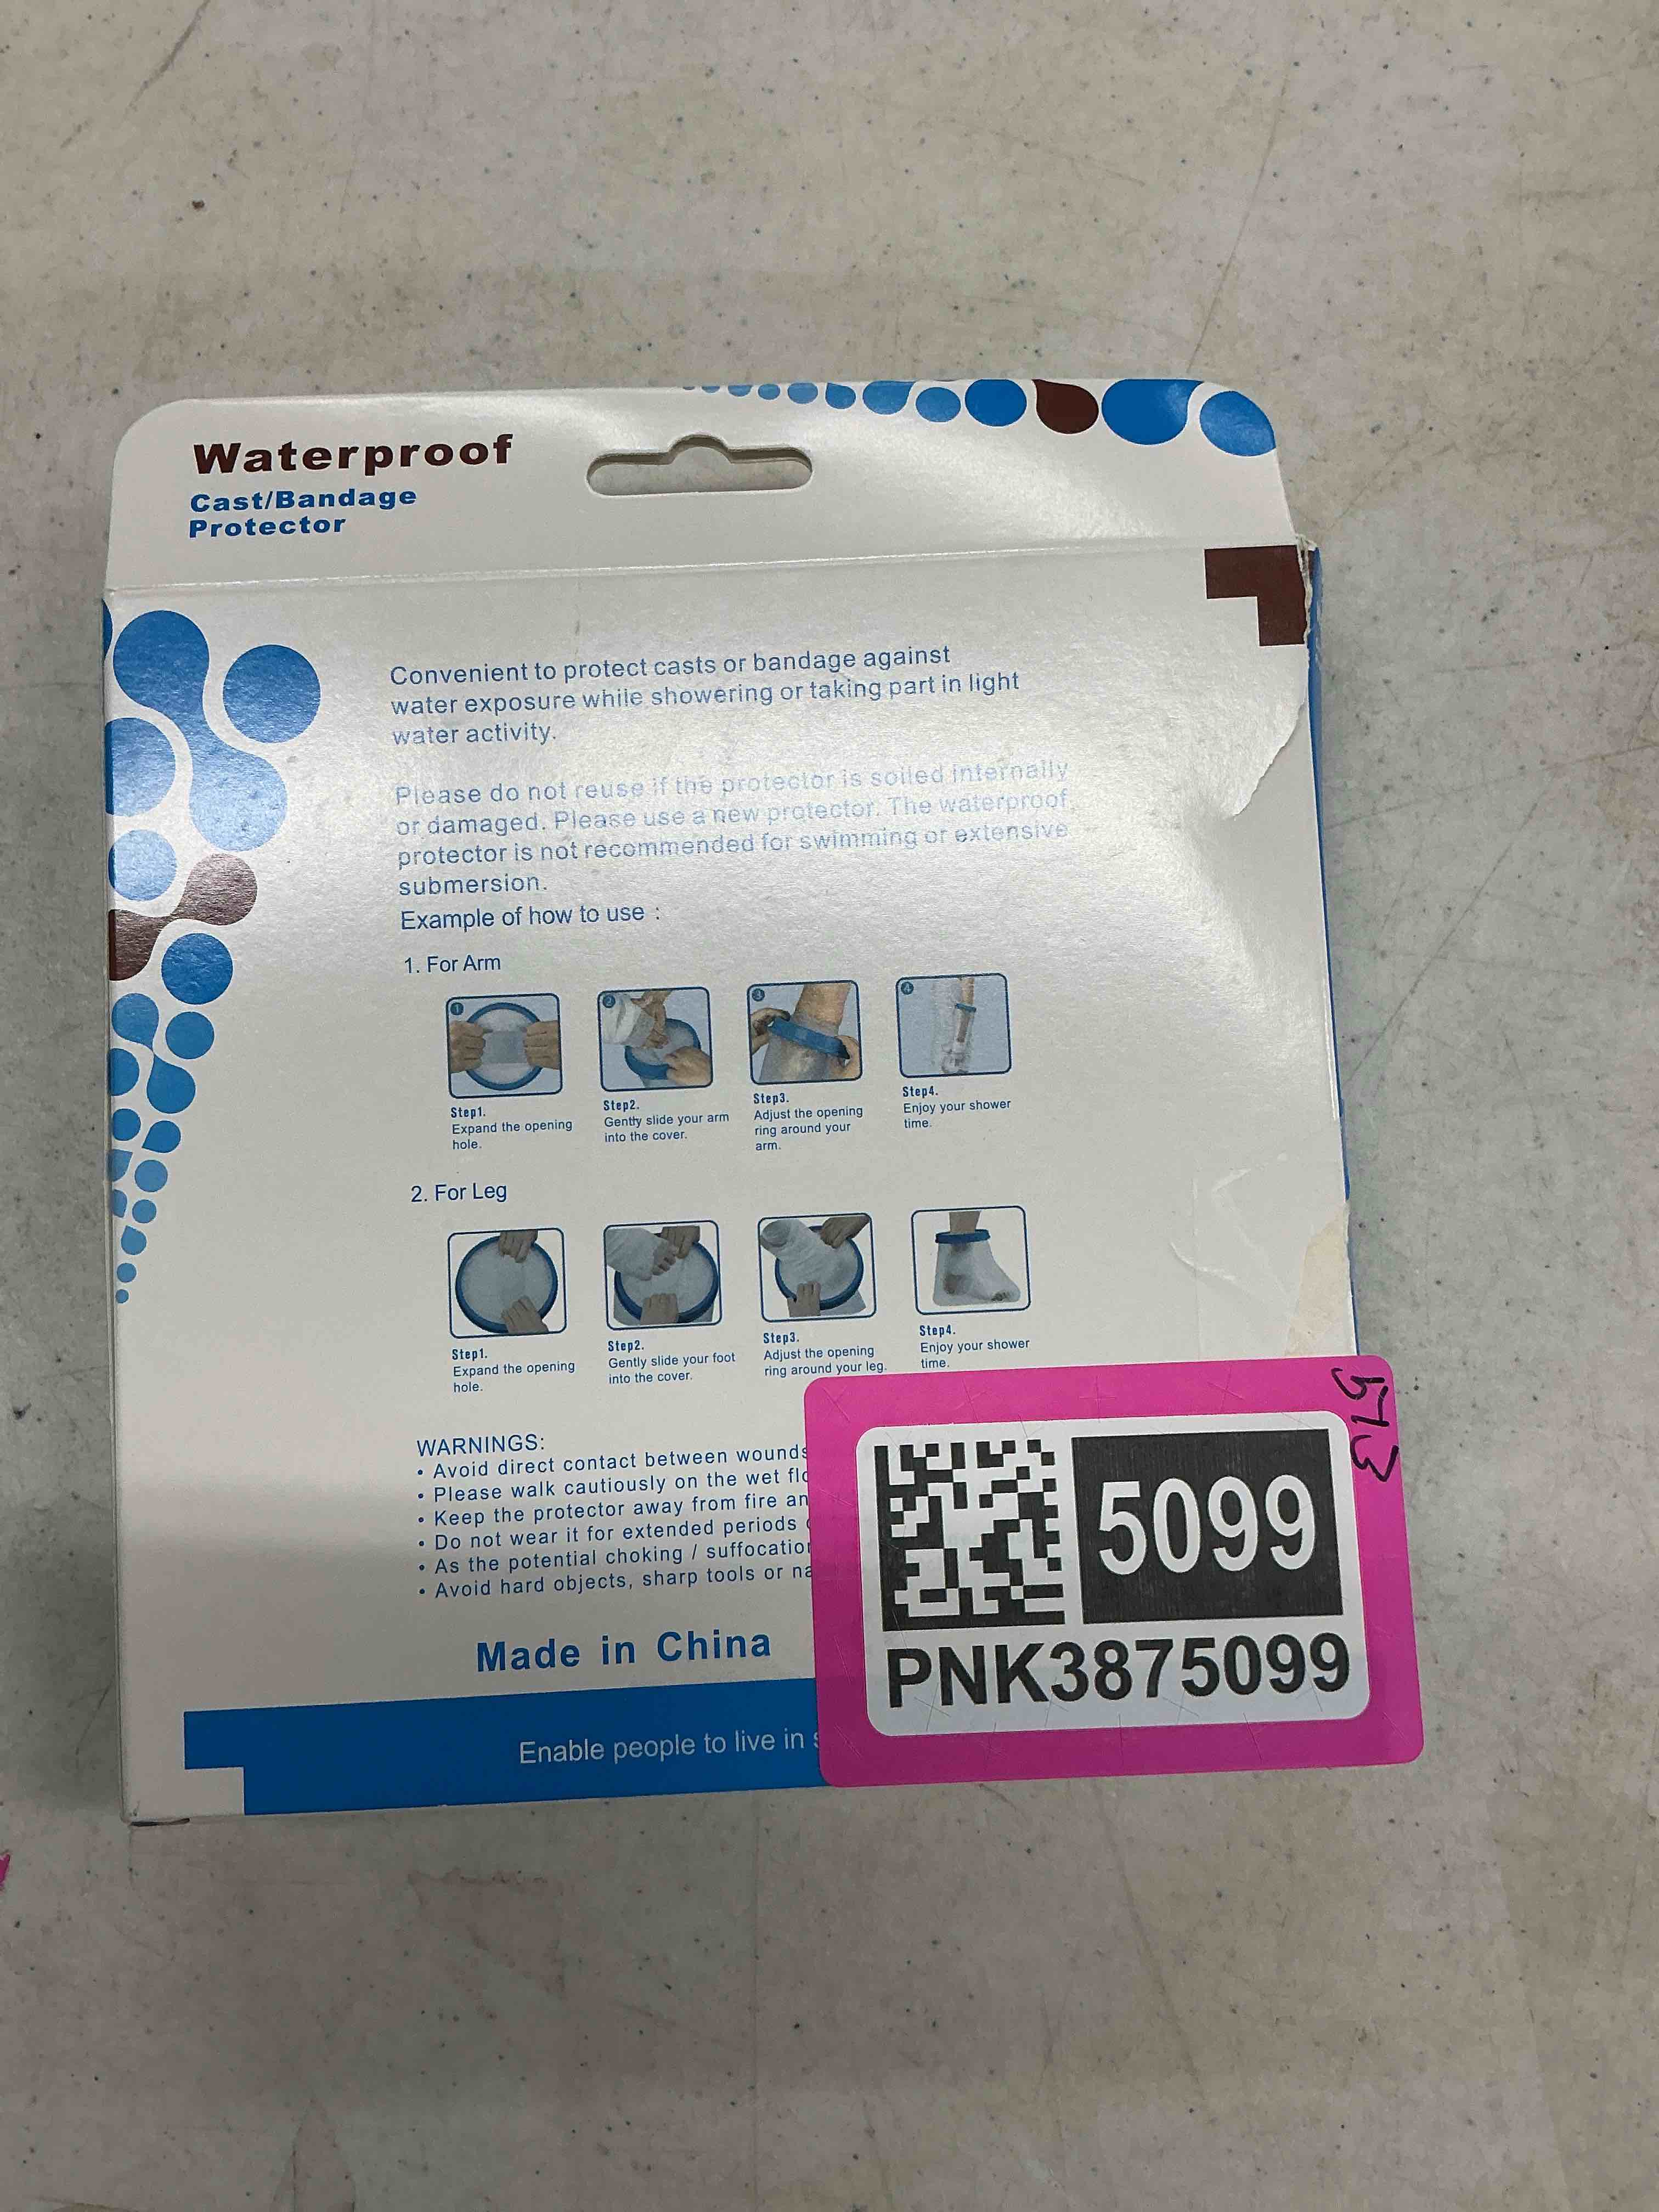 Waterproof
Cast/Bandage
Protector
Convenient to protect casts or bandage against
water exposure while showering or taking part in light
water activity.
Please do not reuse if the protector is soiled internally
or damaged. Please use a new protector. The waterproof
protector is not recommended for swimming or extensive
submersion.
Example of how to use :
1. For Arm
1
2
3
4
Step1.
Expand the opening
hole.
Step2.
Gently slide your arm
into the cover.
Step3.
Adjust the opening
ring around your
arm.
Step4.
Enjoy your shower
time.
2. For Leg
Step1.
Expand the opening
hole.
Step2.
Gently slide your foot
into the cover.
Step3.
Adjust the opening
ring around your leg.
Step4.
Enjoy your shower
time.
WARNINGS:
• Avoid direct contact between wounds
• Please walk cautiously on the wet
• Keep the protector away from fire
• Do not wear it for extended periods
• As the potential choking /
• Avoid hard objects, sharp tools or
Made in China
Enable people to live in
573
5099
PNK3875099